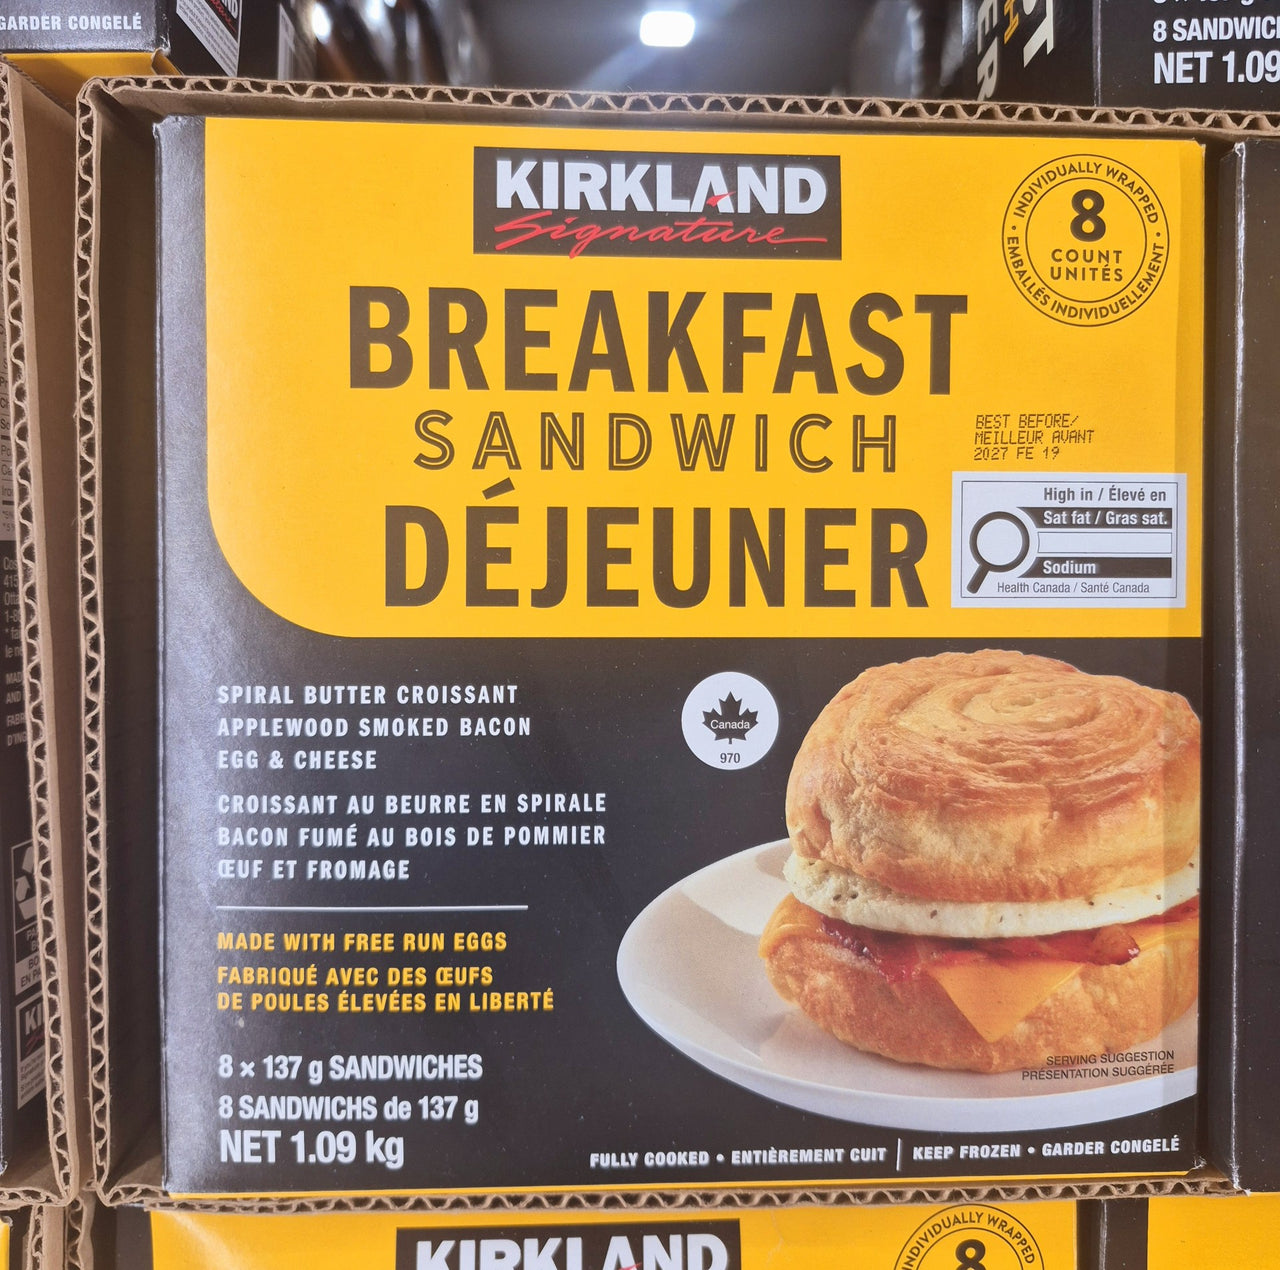 GARDER CONGELÉ
8 SANDWIC
NET 1.09
KIRKLAND
Signature
INDIVIDUALLY WRAPPED
8
COUNT
UNITÉS
EMBALLÉS INDIVIDUELLEMENT
BREAKFAST
SANDWICH
DÉJEUNER
BEST BEFORE/
MEILLEUR AVANT
2027 FE 19
High in / Élevé en
Sat fat / Gras sat.
Sodium
Health Canada / Santé Canada
SPIRAL BUTTER CROISSANT
APPLEWOOD SMOKED BACON
EGG & CHEESE
Canada
970
CROISSANT AU BEURRE EN SPIRALE
BACON FUMÉ AU BOIS DE POMMIER
ŒUF ET FROMAGE
MADE WITH FREE RUN EGGS
FABRIQUÉ AVEC DES ŒUFS
DE POULES ÉLEVÉES EN LIBERTÉ
8 × 137 g SANDWICHES
8 SANDWICHS de 137 g
NET 1.09 kg
SERVING SUGGESTION
PRÉSENTATION SUGGÉRÉE
FULLY COOKED • ENTIÈREMENT CUIT | KEEP FROZEN • GARDER CONGELÉ
KIRKLAND
INDIVIDUALLY WRAPPED
8